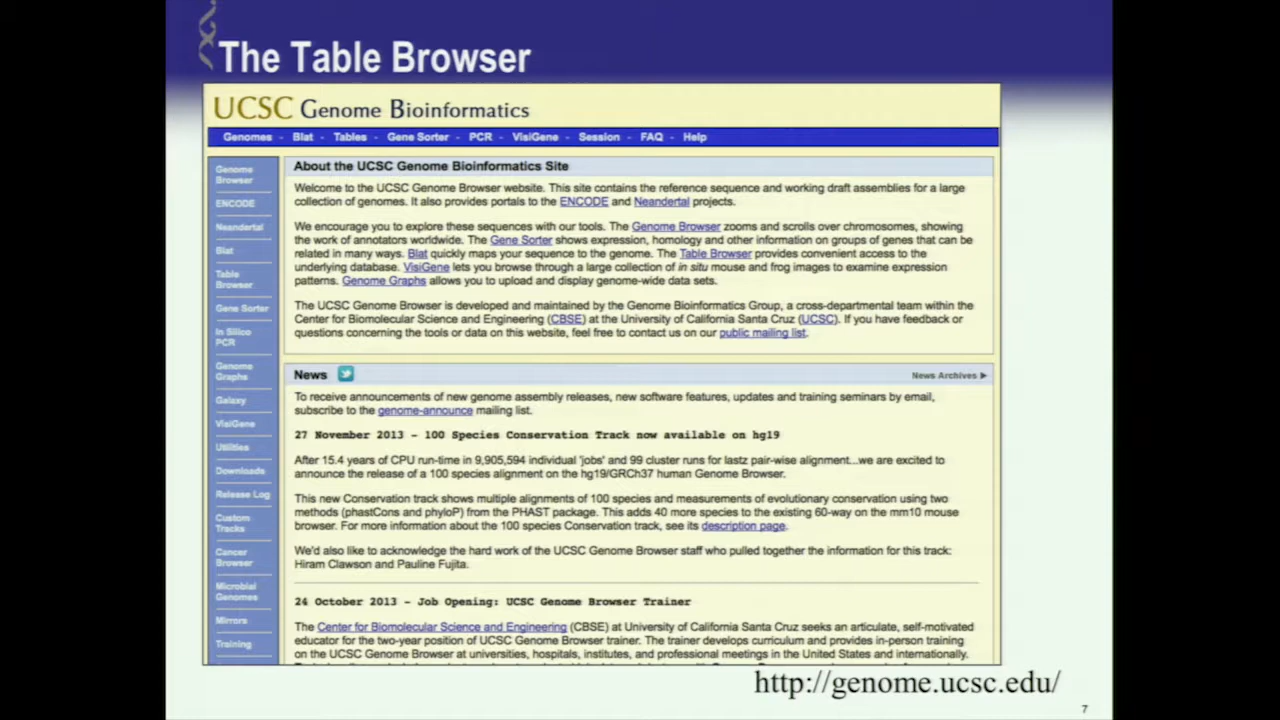 The Table Browser
UCSC Genome Bioinformatics
Genomes - Blat - Tables - Gene Sorter - PCR - VisiGene - Session - FAQ - Help
Genome
Browser
ENCODE
Neandertal
Blat
Table
Browser
Gene Sorter
In Silico
PCR
Genome
Graphs
Galaxy
VisiGene
Utilities
Downloads
Release Log
Custom
Tracks
Cancer
Browser
Microbial
Genomes
Mirrors
Training
About the UCSC Genome Bioinformatics Site
Welcome to the UCSC Genome Browser website. This site contains the reference sequence and working draft assemblies for a large
collection of genomes. It also provides portals to the ENCODE and Neandertal projects.
We encourage you to explore these sequences with our tools. The Genome Browser zooms and scrolls over chromosomes, showing
the work of annotators worldwide. The Gene Sorter shows expression, homology and other information on groups of genes that can be
related in many ways. Blat quickly maps your sequence to the genome. The Table Browser provides convenient access to the
underlying database. VisiGene lets you browse through a large collection of in situ mouse and frog images to examine expression
patterns. Genome Graphs allows you to upload and display genome-wide data sets.
The UCSC Genome Browser is developed and maintained by the Genome Bioinformatics Group, a cross-departmental team within the
Center for Biomolecular Science and Engineering (CBSE) at the University of California Santa Cruz (UCSC). If you have feedback or
questions concerning the tools or data on this website, feel free to contact us on our public mailing list.
News
News Archives ▶
To receive announcements of new genome assembly releases, new software features, updates and training seminars by email,
subscribe to the genome-announce mailing list.
27 November 2013 - 100 Species Conservation Track now available on hg19
After 15.4 years of CPU run-time in 9,905,594 individual 'jobs' and 99 cluster runs for lastz pair-wise alignment...we are excited to
announce the release of a 100 species alignment on the hg19/GRCh37 human Genome Browser.
This new Conservation track shows multiple alignments of 100 species and measurements of evolutionary conservation using two
methods (phastCons and phyloP) from the PHAST package. This adds 40 more species to the existing 60-way on the mm10 mouse
browser. For more information about the 100 species Conservation track, see its description page.
We'd also like to acknowledge the hard work of the UCSC Genome Browser staff who pulled together the information for this track:
Hiram Clawson and Pauline Fujita.
24 October 2013 - Job Opening: UCSC Genome Browser Trainer
The Center for Biomolecular Science and Engineering (CBSE) at University of California Santa Cruz seeks an articulate, self-motivated
educator for the two-year position of UCSC Genome Browser trainer. The trainer develops curriculum and provides in-person training
on the UCSC Genome Browser at universities, hospitals, institutes, and professional meetings in the United States and internationally.
http://genome.ucsc.edu/
7